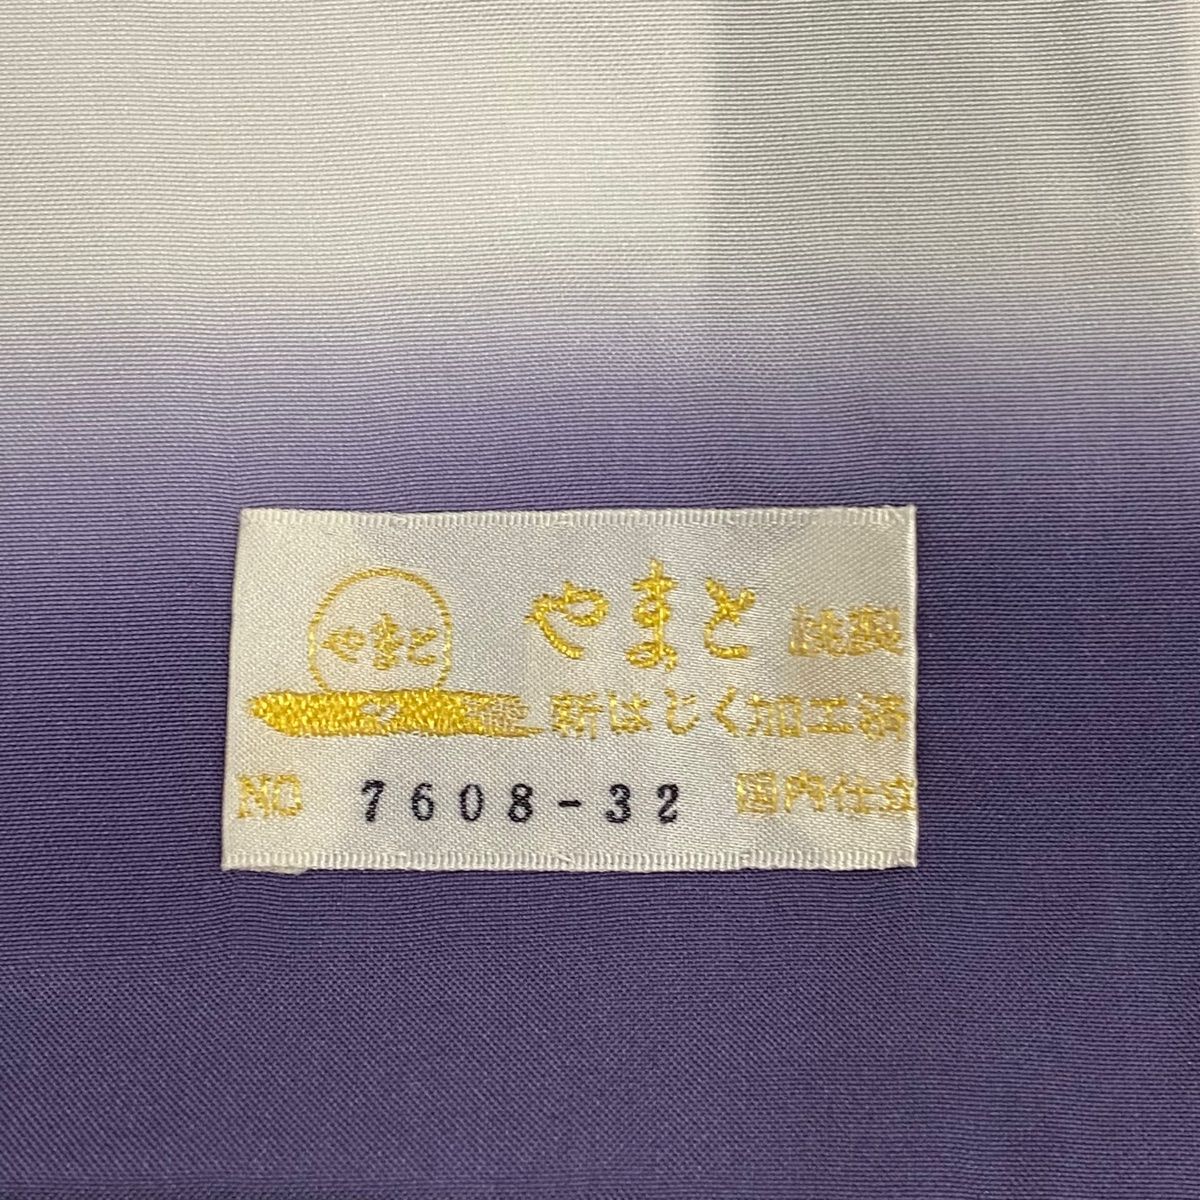 やまと
やまと 謹製
新はじく加工済
NO 7608-32 国内仕立